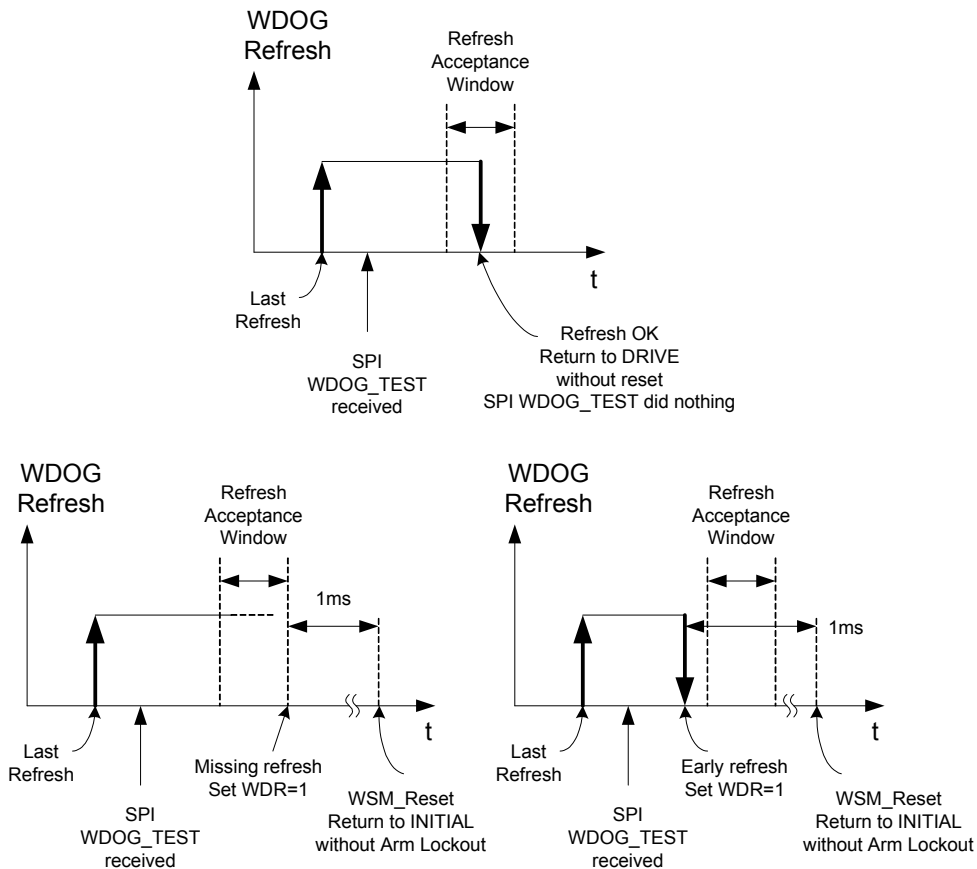 WDOG
Refresh
Refresh
Acceptance
Window
t
Last
Refresh
SPI
WDOG_TEST
received
Refresh OK
Return to DRIVE
without reset
SPI WDOG_TEST did nothing
WDOG
Refresh
Refresh
Acceptance
Window
1ms
t
Last
Refresh
SPI
WDOG_TEST
received
Missing refresh
Set WDR=1
WSM_Reset
Return to INITIAL
without Arm Lockout
WDOG
Refresh
Refresh
Acceptance
Window
1ms
t
Last
Refresh
SPI
WDOG_TEST
received
Early refresh
Set WDR=1
WSM_Reset
Return to INITIAL
without Arm Lockout